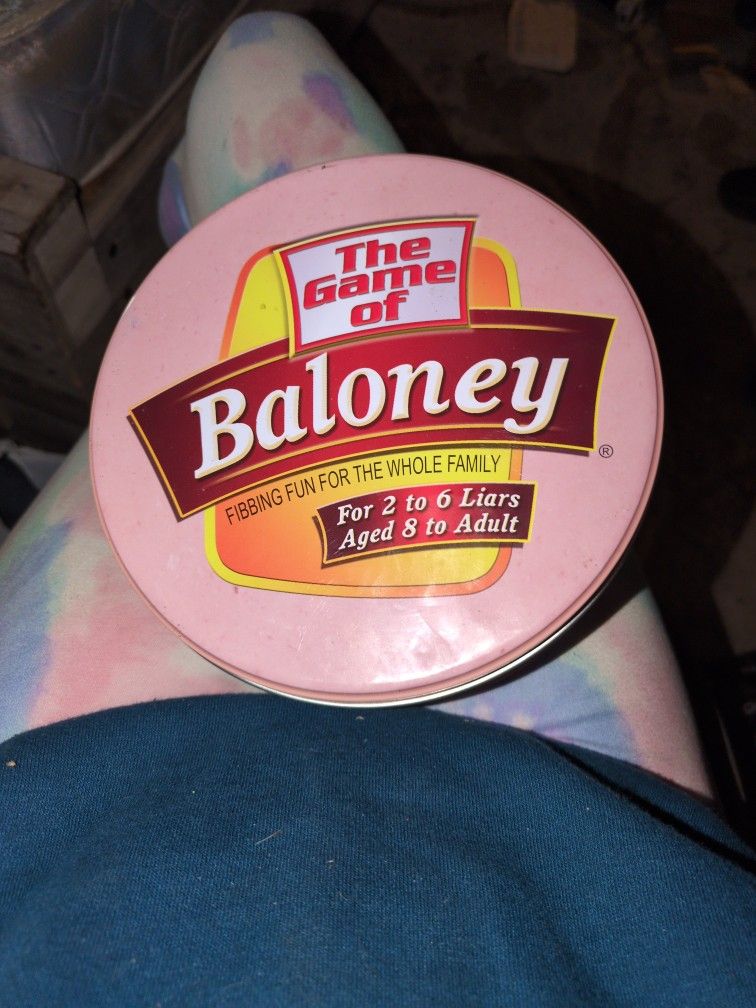 The
Game
of
Baloney
®
FIBBING FUN FOR THE WHOLE FAMILY
For 2 to 6 Liars
Aged 8 to Adult